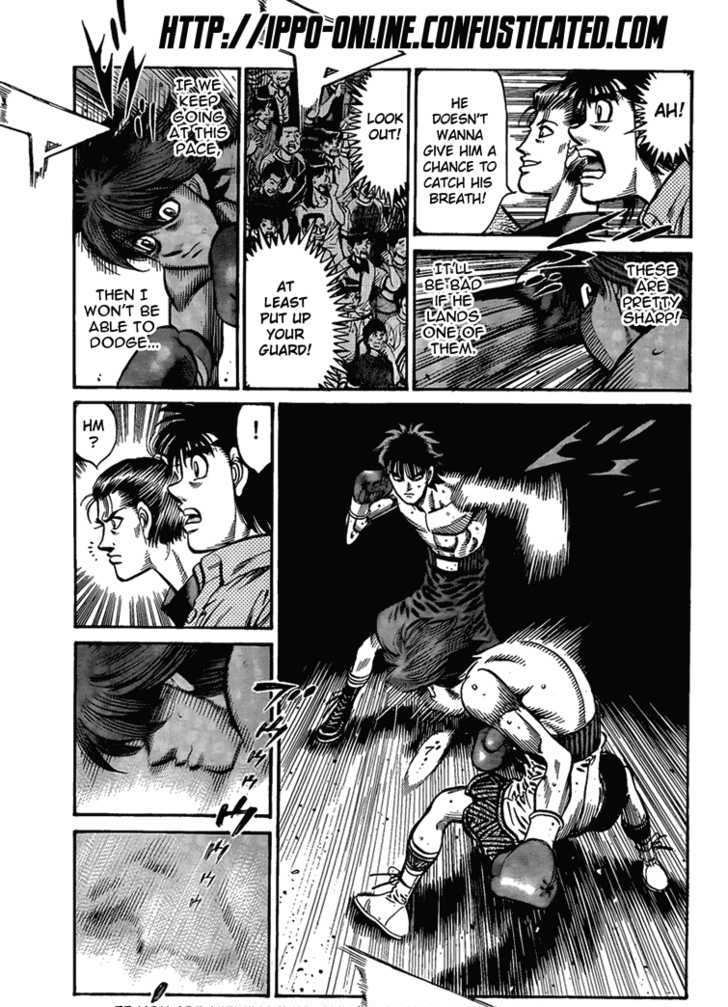 HTTP://IPPO-ONLINE.CONFUSTICATED.COM
AH!
HE
DOESN'T
WANNA
GIVE HIM A
CHANCE TO
CATCH HIS
BREATH!
LOOK
OUT!
AT
LEAST
PUT UP
YOUR
GUARD!
IF WE
KEEP
GOING
AT THIS
PACE,
THEN I
WON'T BE
ABLE TO
DODGE...
THESE
ARE
PRETTY
SHARP!
IT'LL
BE BAD
IF HE
LANDS
ONE OF
THEM.
!
HM
?